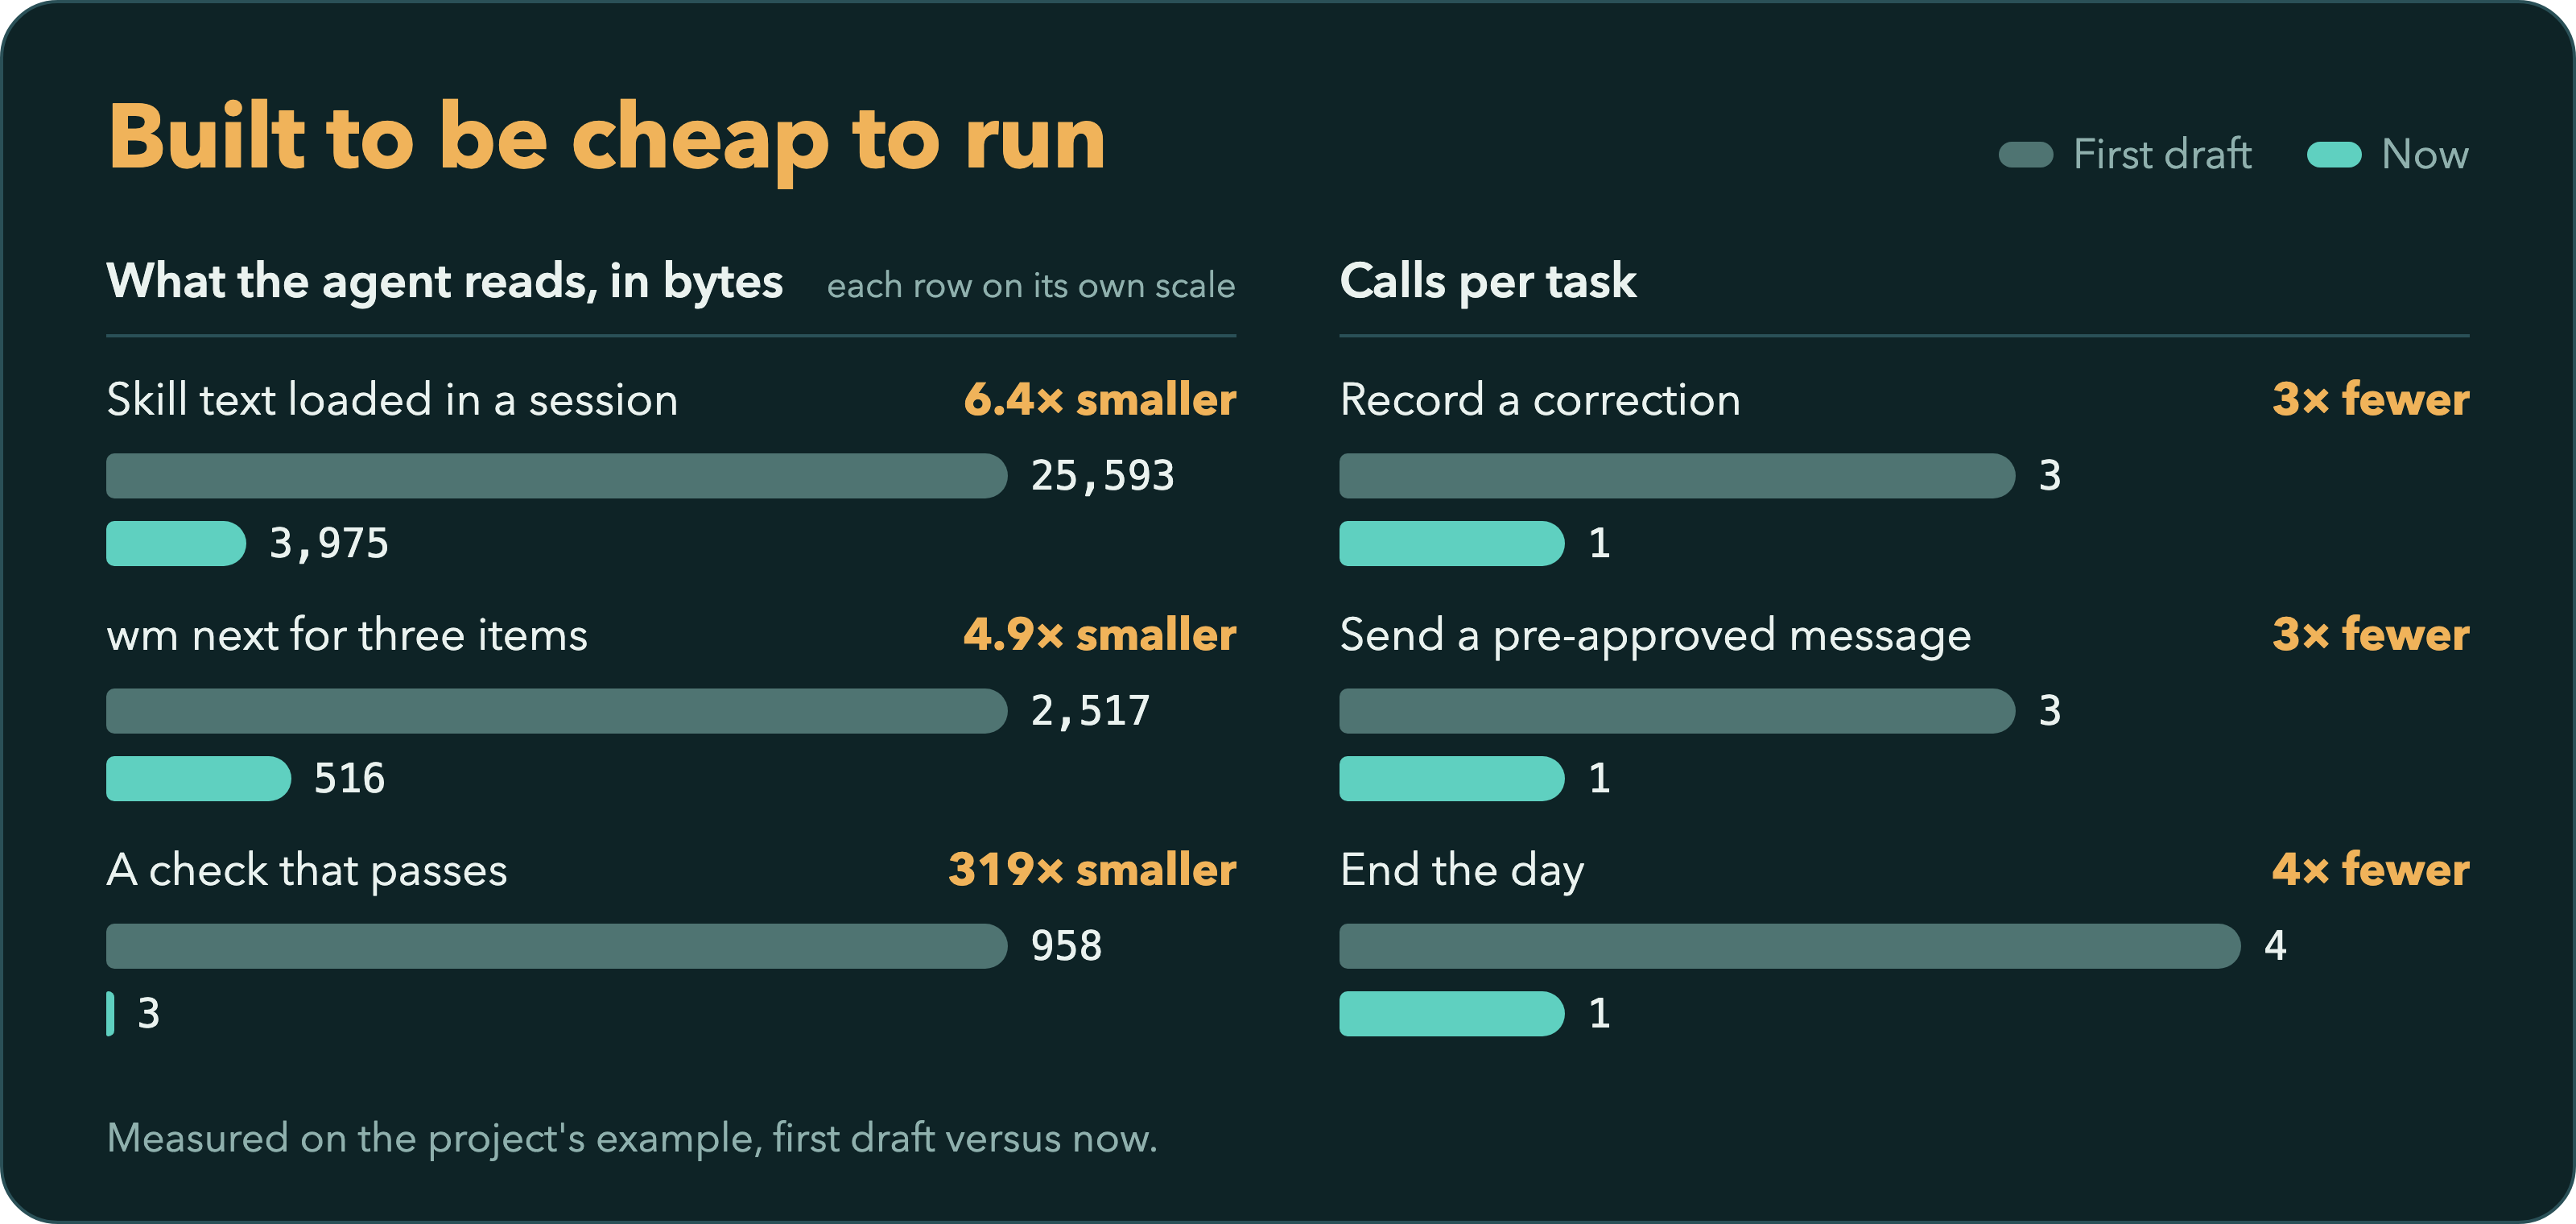 Built to be cheap to run
First draft
Now
What the agent reads, in bytes
each row on its own scale
Skill text loaded in a session
6.4× smaller
25,593
3,975
wm next for three items
4.9× smaller
2,517
516
A check that passes
319× smaller
958
3
Calls per task
Record a correction
3× fewer
3
1
Send a pre-approved message
3× fewer
3
1
End the day
4× fewer
4
1
Measured on the project's example, first draft versus now.